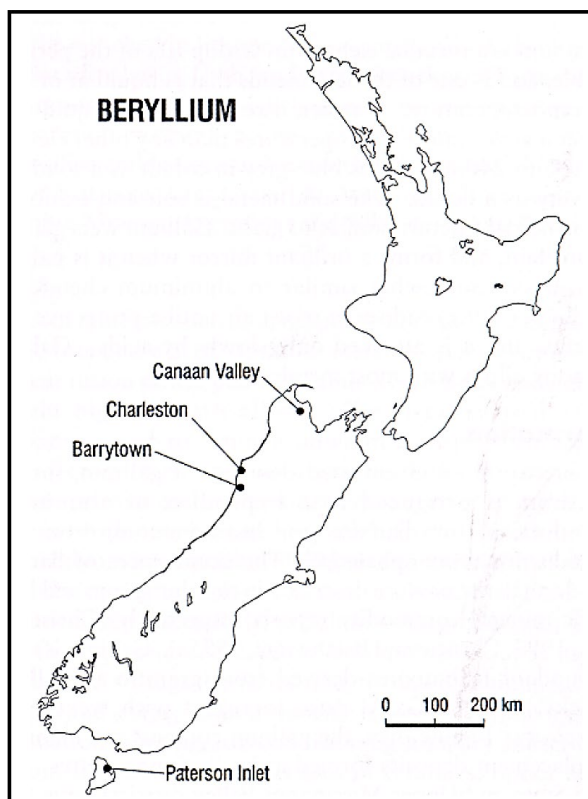 BERYLLIUM
Canaan Valley
Charleston
Barrytown
0 100 200 km
Paterson Inlet